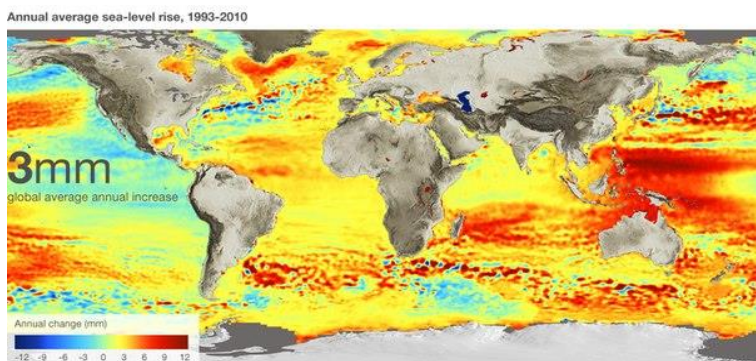 Annual average sea-level rise, 1993-2010
3mm
global average annual increase
Annual change (mm)
-12 -9 -6 -3 0 3 6 9 12